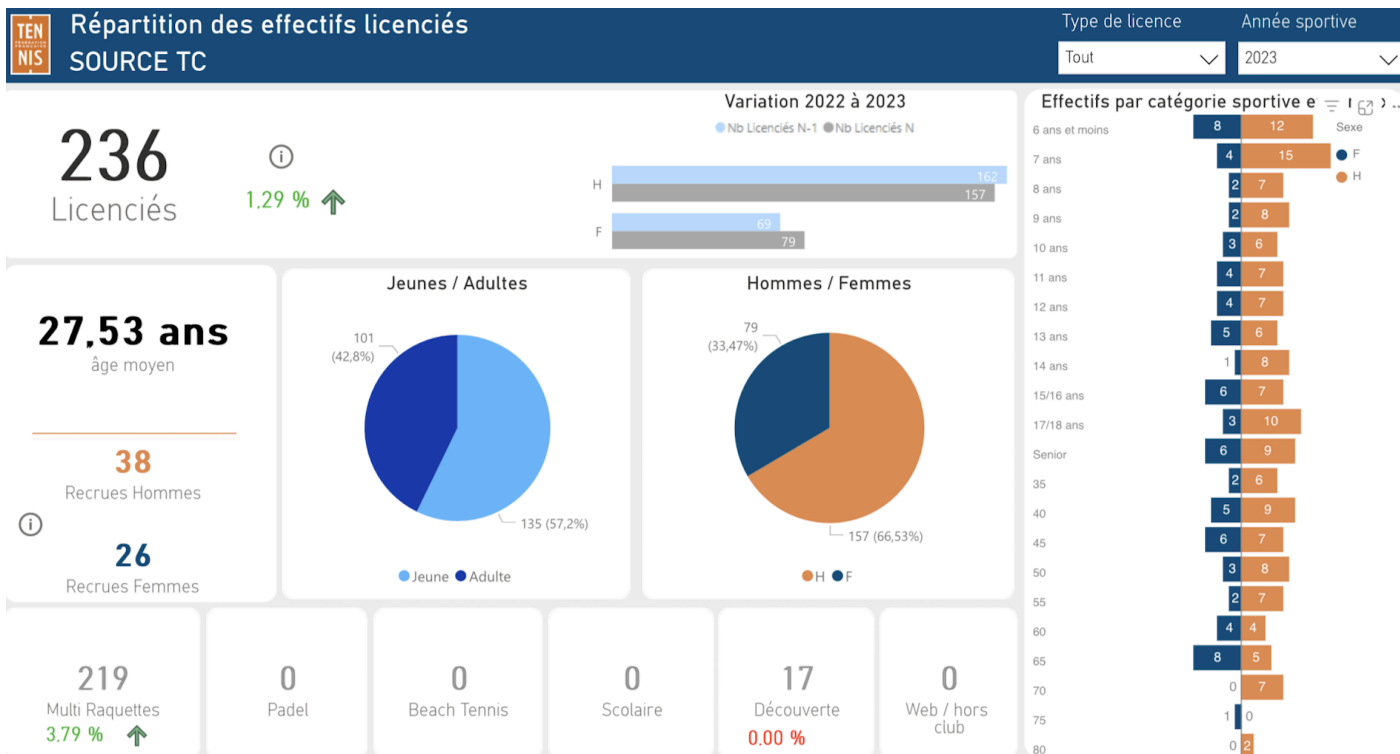 TEN
NIS
Répartition des effectifs licenciés
SOURCE TC
Type de licence
Année sportive
Tout
2023
236
Licenciés
1,29 %
Variation 2022 à 2023
Nb Licenciés N-1 Nb Licenciés N
H
162
157
F
69
79
27,53 ans
âge moyen
38
Recrues Hommes
26
Recrues Femmes
Jeunes / Adultes
101
(42,8%)
135 (57,2%)
Jeune Adulte
Hommes / Femmes
79
(33,47%)
157 (66,53%)
H F
219
Multi Raquettes
3.79 %
0
Padel
0
Beach Tennis
0
Scolaire
17
Découverte
0.00 %
0
Web / hors
club
Effectifs par catégorie sportive e
Sexe
F
H
6 ans et moins 8 12
7 ans 4 15
8 ans 2 7
9 ans 2 8
10 ans 3 6
11 ans 4 7
12 ans 4 7
13 ans 5 6
14 ans 1 8
15/16 ans 6 7
17/18 ans 3 10
Senior 6 9
35 2 6
40 5 9
45 6 7
50 3 8
55 2 7
60 4 4
65 8 5
70 0 7
75 1 0
80 0 2